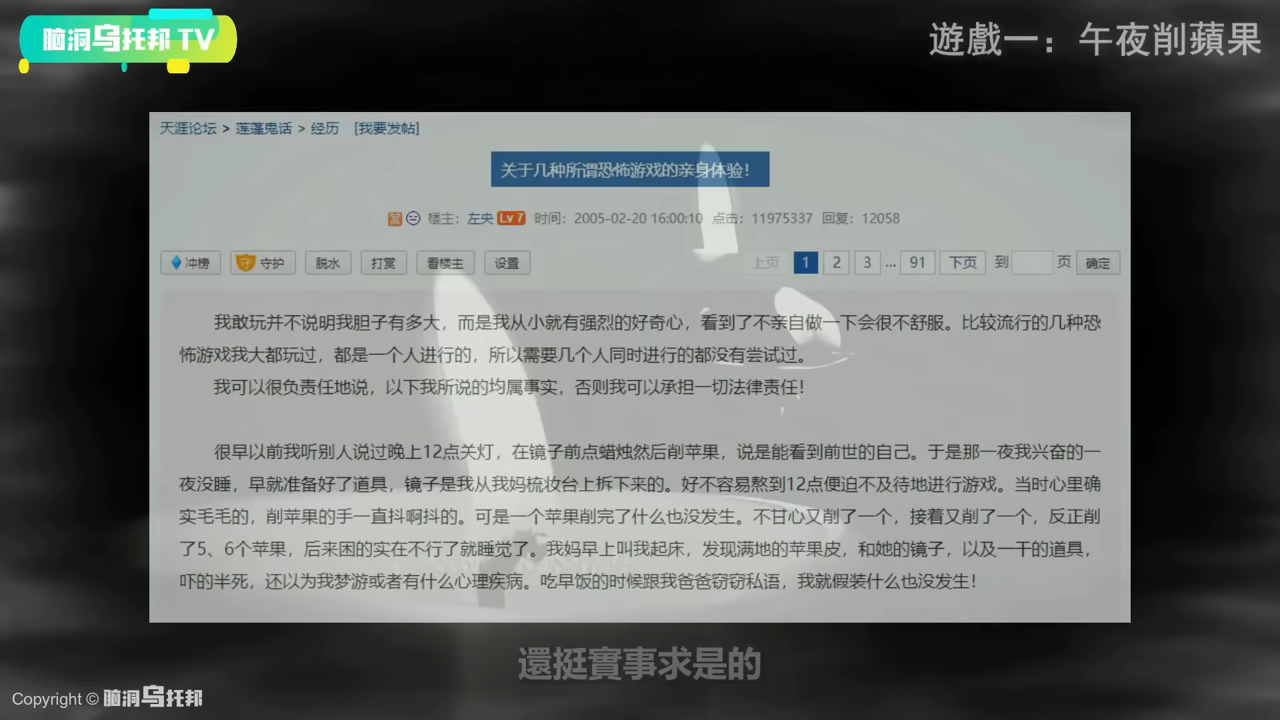 脑洞乌托邦 TV
遊戲一：午夜削蘋果
天涯论坛 > 莲蓬鬼话 > 经历 [我要发帖]
关于几种所谓恐怖游戏的亲身体验！
楼主：左央 Lv 7 时间：2005-02-20 16:00:10 点击：11975337 回复：12058
冲榜 守 守护 脱水 打赏 看楼主 设置 上页 1 2 3 ... 91 下页 到 页 确定
我敢玩并不说明我胆子有多大，而是我从小就有强烈的好奇心，看到了不亲自做一下会很不舒服。比较流行的几种恐
怖游戏我大都玩过，都是一个人进行的，所以需要几个人同时进行的都没有尝试过。
我可以很负责任地说，以下我所说的均属事实，否则我可以承担一切法律责任！
很早以前我听别人说过晚上12点关灯，在镜子前点蜡烛然后削苹果，说是能看到前世的自己。于是那一夜我兴奋的一
夜没睡，早就准备好了道具，镜子是我从我妈梳妆台上拆下来的。好不容易熬到12点便迫不及待地进行游戏。当时心里确
实毛毛的，削苹果的手一直抖啊抖的。可是一个苹果削完了什么也没发生。不甘心又削了一个，接着又削了一个，反正削
了5、6个苹果，后来困的实在不行了就睡觉了。我妈早上叫我起床，发现满地的苹果皮，和她的镜子，以及一干的道具，
吓的半死，还以为我梦游或者有什么心理疾病。吃早饭的时候跟我爸爸窃窃私语，我就假装什么也没发生！
還挺實事求是的
Copyright © 脑洞乌托邦